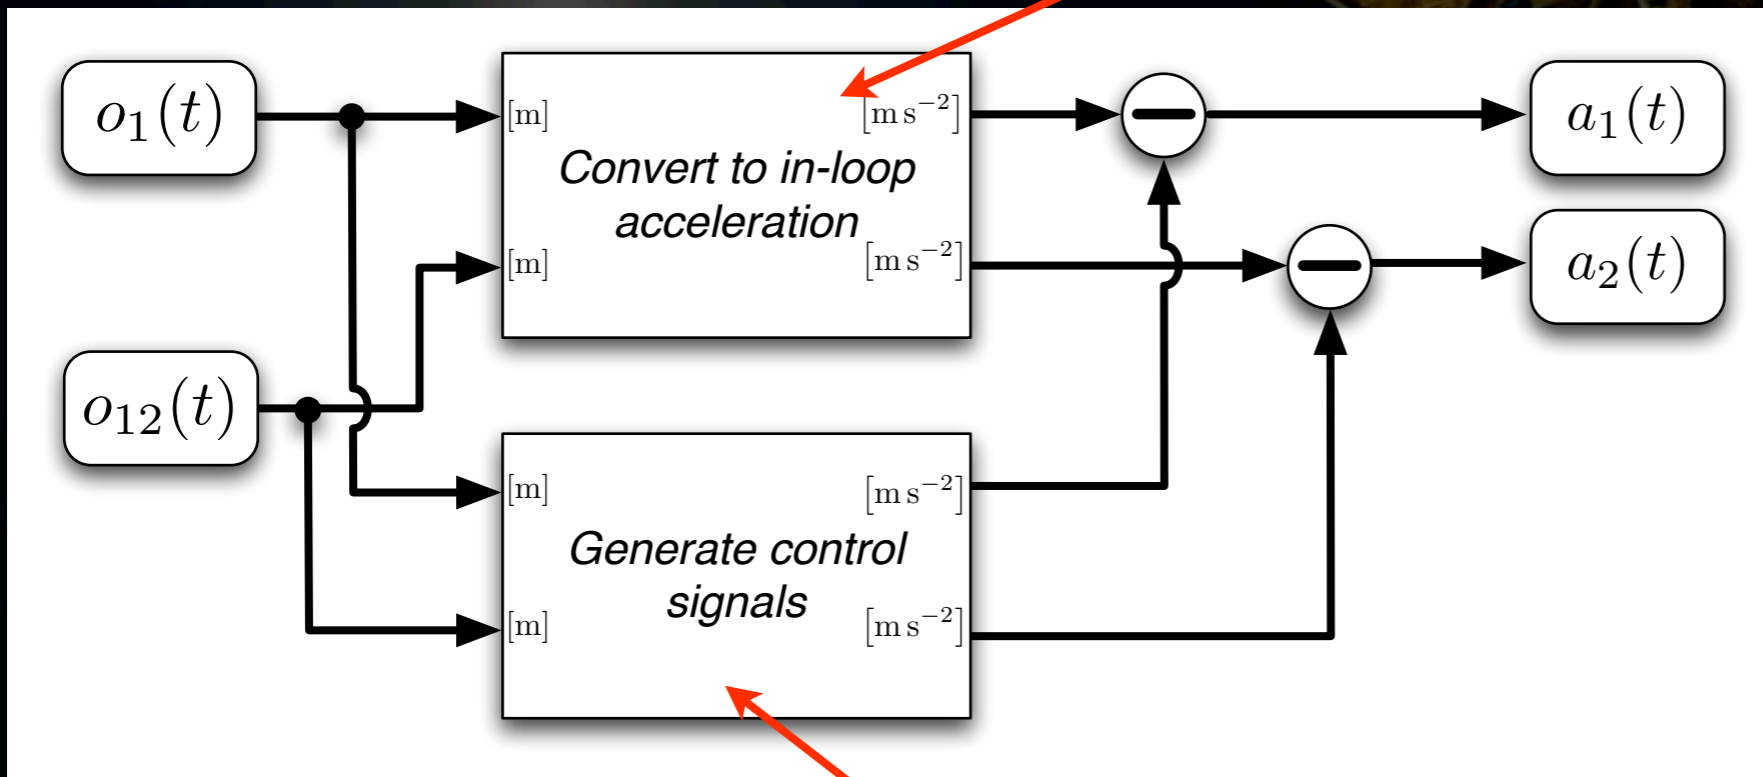 o₁(t)
[m]
[m s⁻²]
a₁(t)
Convert to in-loop
acceleration
[m]
[m s⁻²]
a₂(t)
o₁₂(t)
[m]
[m s⁻²]
Generate control
signals
[m]
[m s⁻²]